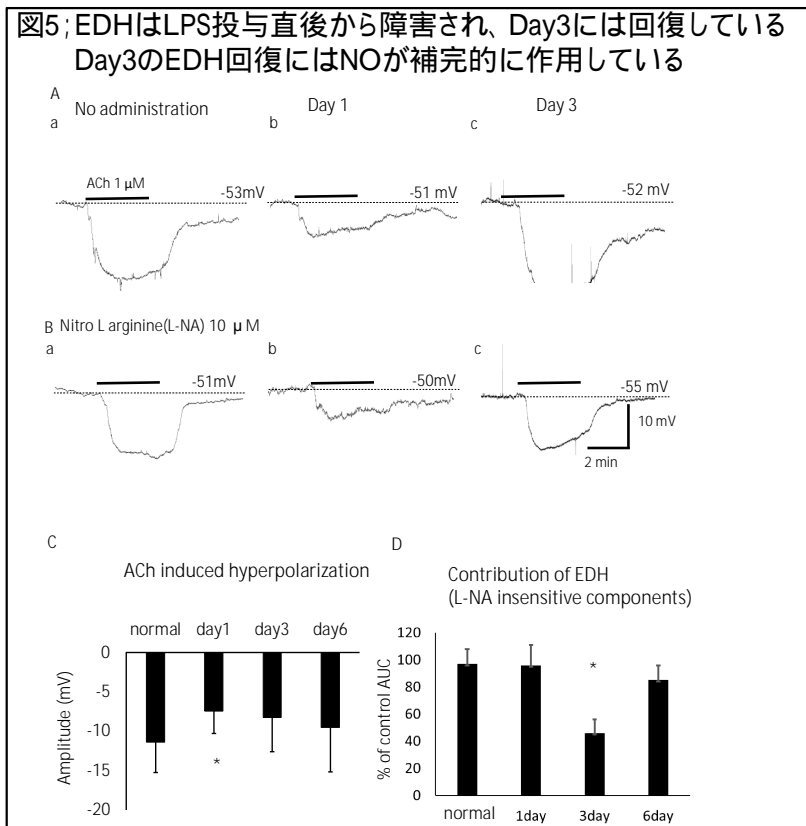 図5；EDHはLPS投与直後から障害され、Day3には回復している
Day3のEDH回復にはNOが補完的に作用している
A
No administration
Day 1
Day 3
a
b
c
ACh 1 μM
-53mV
-51 mV
-52 mV
B Nitro L arginine(L-NA) 10 μ M
a
b
c
-51mV
-50mV
-55 mV
10 mV
2 min
C
ACh induced hyperpolarization
normal day1 day3 day6
0
-5
-10
-15
-20
Amplitude (mV)
*
D
Contribution of EDH
(L-NA insensitive components)
120
100
80
60
40
20
0
% of control AUC
*
normal 1day 3day 6day